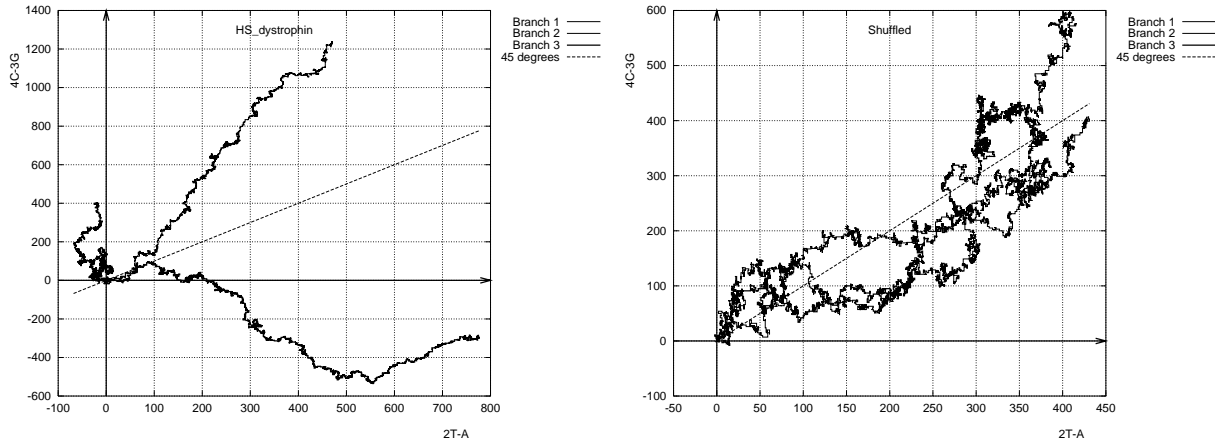 HS_dystrophin
Branch 1
Branch 2
Branch 3
45 degrees
4C-3G
1400
1200
1000
800
600
400
200
0
-200
-400
-600
-100
0
100
200
300
400
500
600
700
800
2T-A
Shuffled
Branch 1
Branch 2
Branch 3
45 degrees
4C-3G
600
500
400
300
200
100
0
-100
-50
0
50
100
150
200
250
300
350
400
450
2T-A